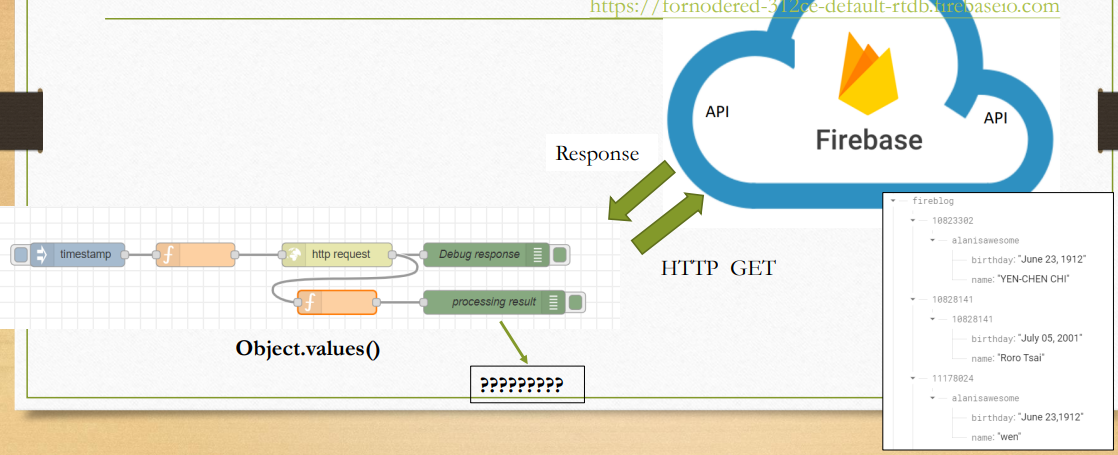 https://fornodered-312ce-default-rtdb.firebaseio.com
API
API
Firebase
Response
HTTP GET
timestamp
f
http request
Debug response
f
processing result
Object.values()
?????????
fireblog
10823302
alanisawesome
birthday: "June 23, 1912"
name: "YEN-CHEN CHI"
10828141
10828141
birthday: "July 05, 2001"
name: "Roro Tsai"
11178024
alanisawesome
birthday: "June 23,1912"
name: "wen"